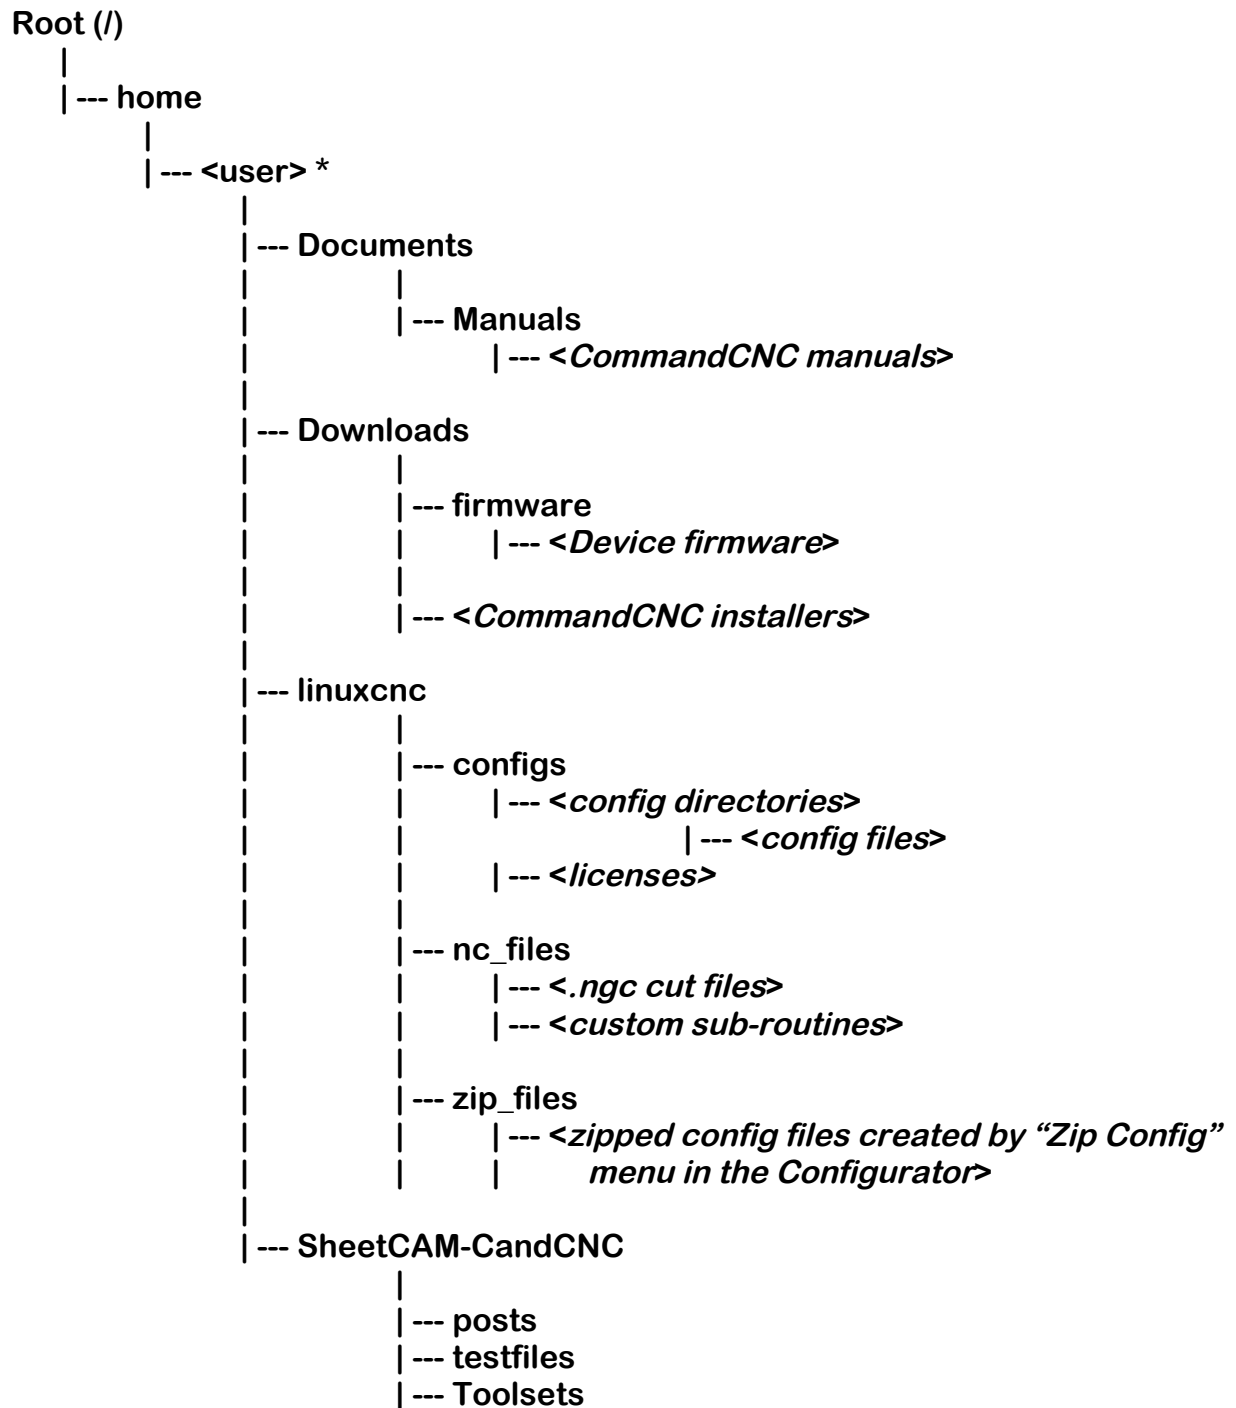 Root (/)
|
|--- home
|
|--- <user> *
|
|--- Documents
| |
| |--- Manuals
| |--- <CommandCNC manuals>
|
|--- Downloads
| |
| |--- firmware
| | |--- <Device firmware>
| |
| |--- <CommandCNC installers>
|
|--- linuxcnc
| |
| |--- configs
| | |--- <config directories>
| | |--- <config files>
| | |--- <licenses>
| |
| |--- nc_files
| | |--- <.ngc cut files>
| | |--- <custom sub-routines>
| |
| |--- zip_files
| | |--- <zipped config files created by “Zip Config”
| | | menu in the Configurator>
|
|--- SheetCAM-CandCNC
|
|--- posts
|--- testfiles
|--- Toolsets